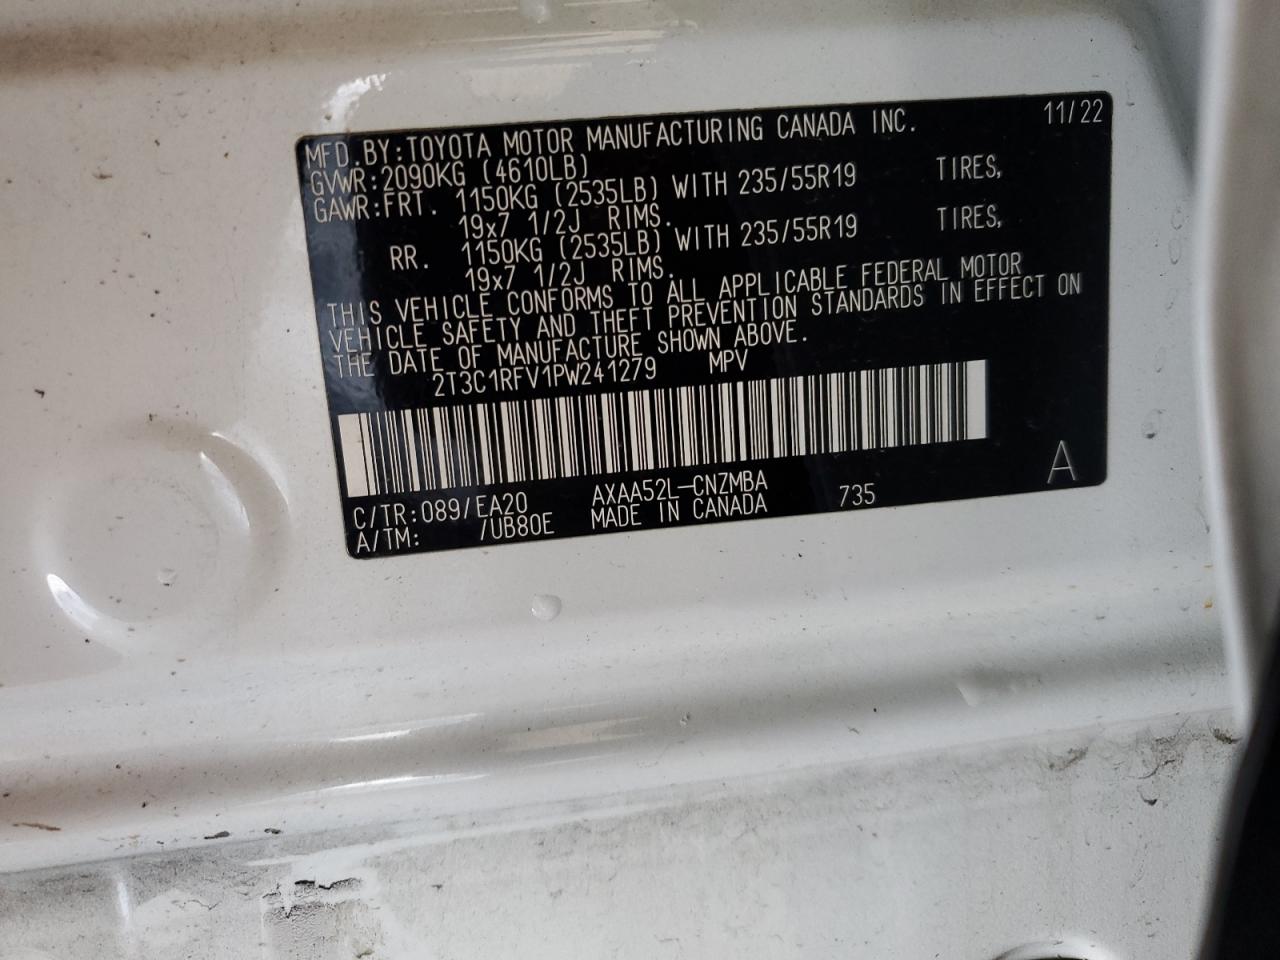 11/22
MFD.BY:TOYOTA MOTOR MANUFACTURING CANADA INC.
GVWR:2090KG (4610LB)
GAWR:FRT. 1150KG (2535LB) WITH 235/55R19 TIRES,
19x7 1/2J RIMS.
RR. 1150KG (2535LB) WITH 235/55R19 TIRES,
19x7 1/2J RIMS.
THIS VEHICLE CONFORMS TO ALL APPLICABLE FEDERAL MOTOR
VEHICLE SAFETY AND THEFT PREVENTION STANDARDS IN EFFECT ON
THE DATE OF MANUFACTURE SHOWN ABOVE.
2T3C1RFV1PW241279 MPV
A
C/TR:089/EA20 AXAA52L-CNZMBA 735
A/TM: /UB80E MADE IN CANADA